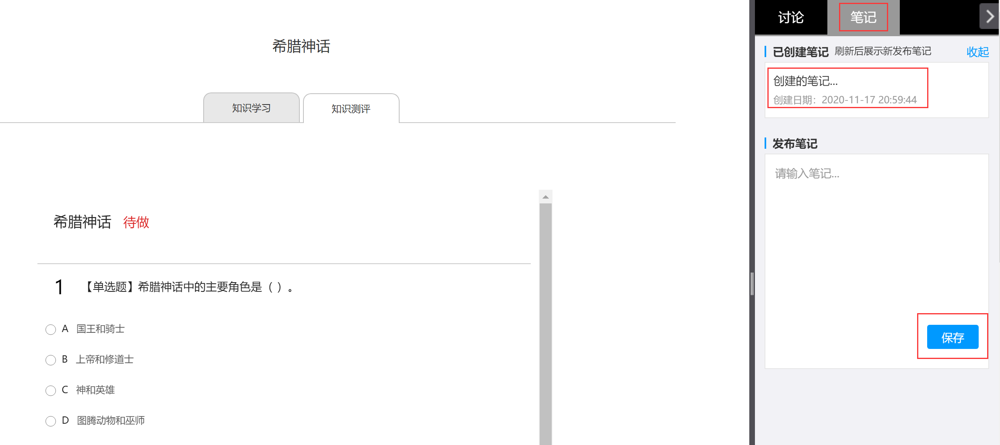 希腊神话
知识学习
知识测评
希腊神话 待做
1 【单选题】希腊神话中的主要角色是（ ）。
A 国王和骑士
B 上帝和修道士
C 神和英雄
D 图腾动物和巫师
讨论
笔记
已创建笔记 刷新后展示新发布笔记 收起
创建的笔记...
创建日期：2020-11-17 20:59:44
发布笔记
请输入笔记...
保存